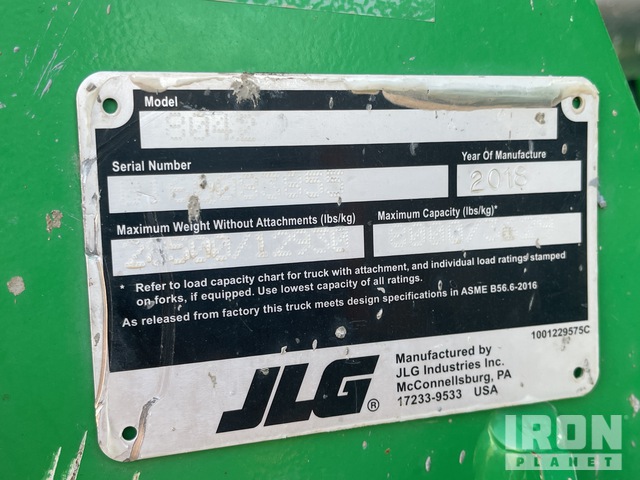 Model
9042
Serial Number
Year Of Manufacture
2018
Maximum Weight Without Attachments (lbs/kg)
Maximum Capacity (lbs/kg)*
* Refer to load capacity chart for truck with attachment, and individual load ratings stamped
on forks, if equipped. Use lowest capacity of all ratings.
As released from factory this truck meets design specifications in ASME B56.6-2016
1001229575C
JLG®
Manufactured by
JLG Industries Inc.
McConnellsburg, PA
17233-9533 USA
IRON
PLANET